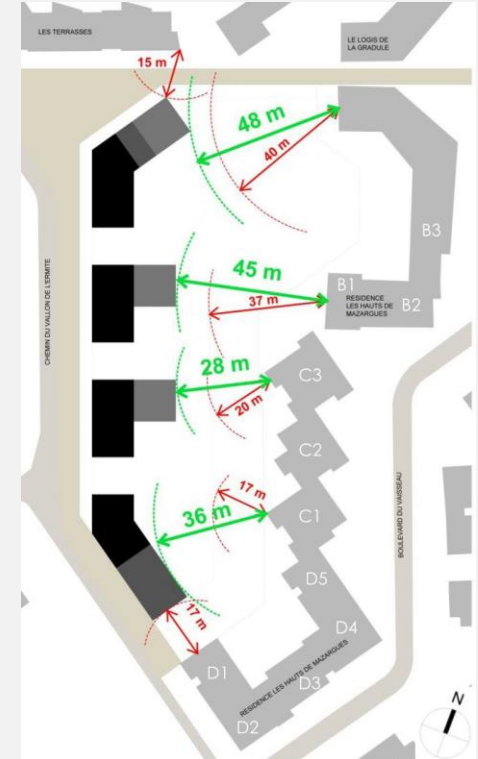 LES TERRASSES
LE LOGIS DE
LA GRADULE
15 m
48 m
40 m
B3
45 m
B1
37 m
RESIDENCE
LES HAUTS DE
MAZARGUES
B2
CHEMIN DU VALLON DE L'ERMITE
28 m
C3
20 m
C2
17 m
36 m
C1
BOULEVARD DU VAISSEAU
D5
17 m
D4
D1
D3
RESIDENCE LES HAUTS DE MAZARGUES
D2
N